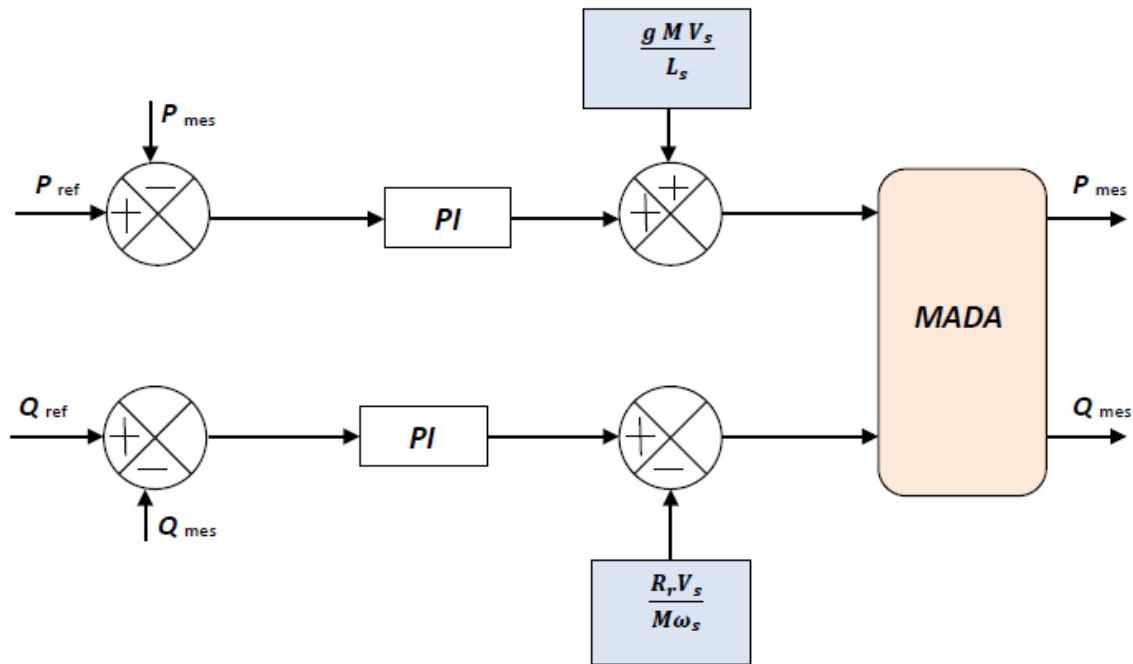 g M V_s
L_s
P mes
P ref
− +
+ PI +
P mes
MADA
Q ref
+ PI +
− −
Q mes
Q mes
R_r V_s
M ω_s